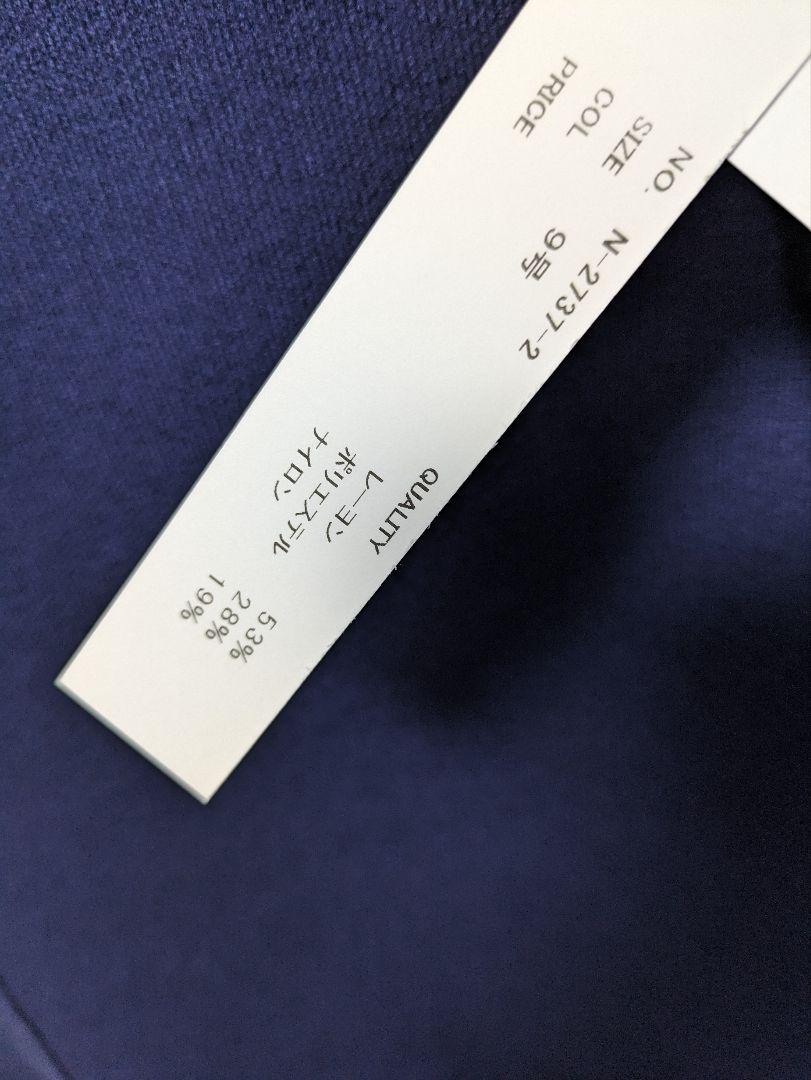 NO. N-2737-2
SIZE 9号
COL
PRICE
QUALITY
レーヨン 53%
ポリエステル 28%
ナイロン 19%